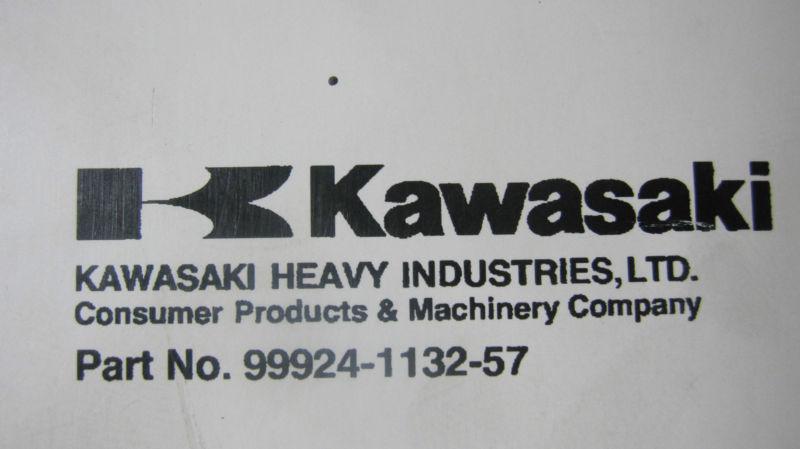 Kawasaki
KAWASAKI HEAVY INDUSTRIES, LTD.
Consumer Products & Machinery Company
Part No. 99924-1132-57